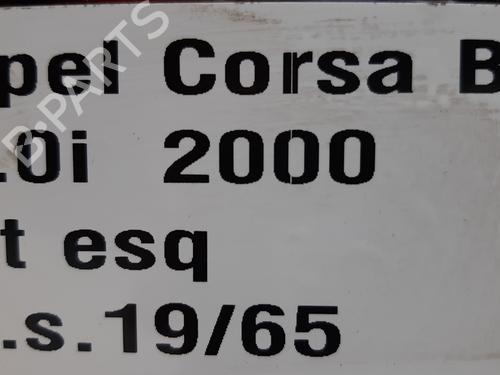 pel Corsa B
.0i 2000
t esq
.s.19/65
B-PARTS